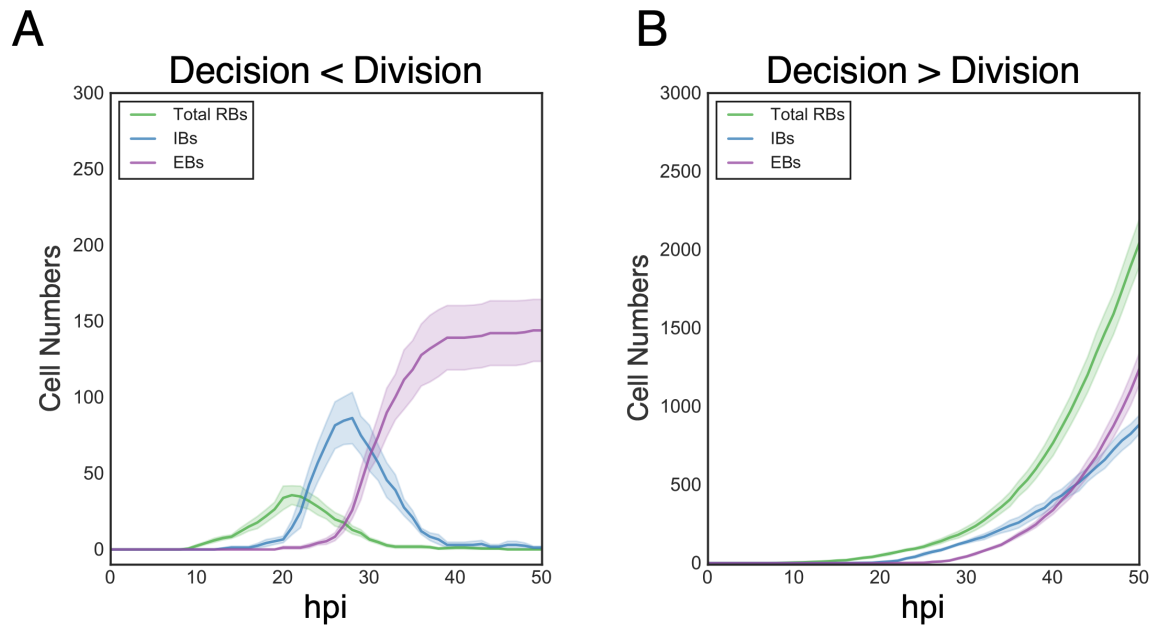 A
Decision < Division
300
250
200
150
100
50
0
Total RBs
IBs
EBs
Cell Numbers
0 10 20 30 40 50
hpi
B
Decision > Division
3000
2500
2000
1500
1000
500
0
Total RBs
IBs
EBs
Cell Numbers
0 10 20 30 40 50
hpi